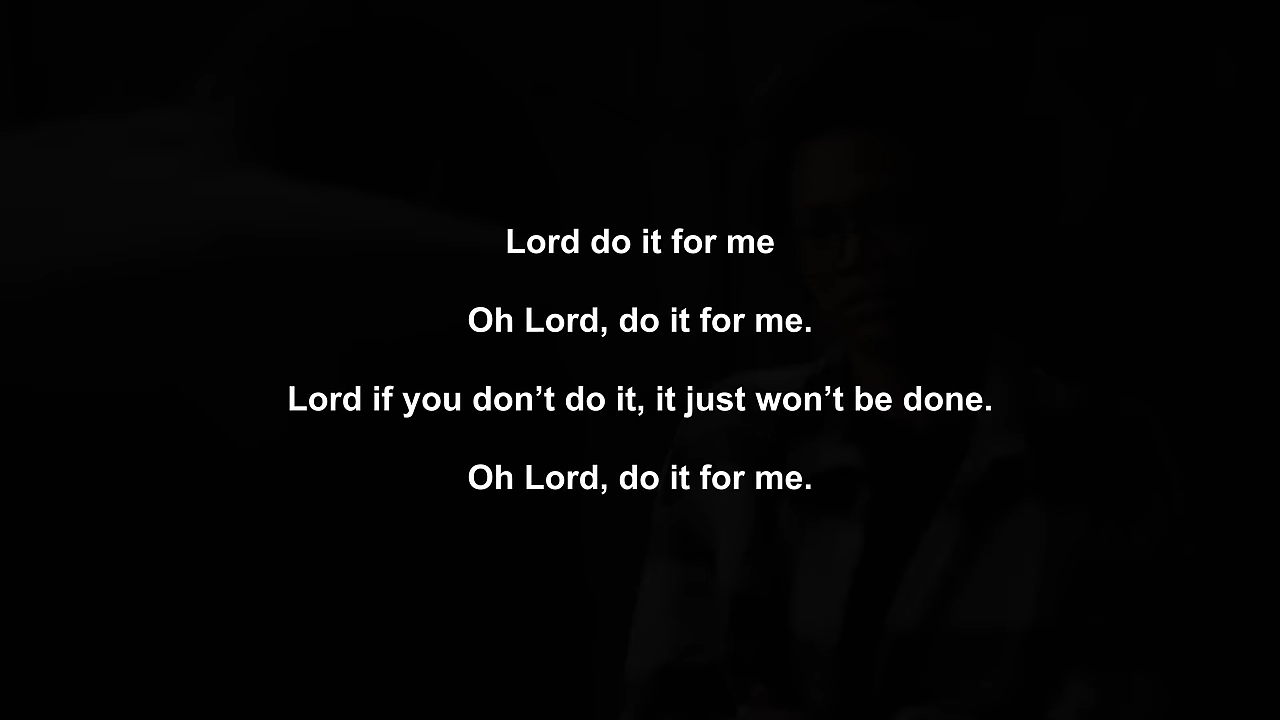 Lord do it for me
Oh Lord, do it for me.
Lord if you don’t do it, it just won’t be done.
Oh Lord, do it for me.